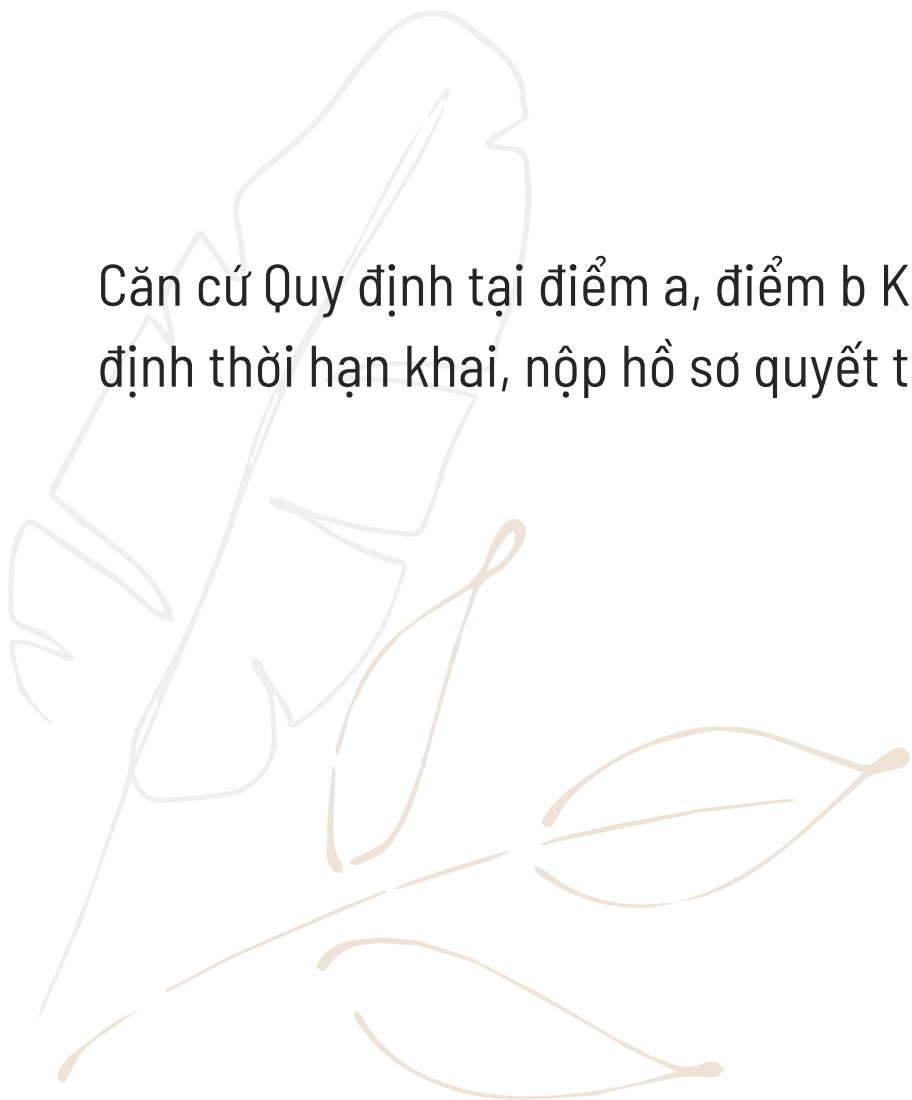 Căn cứ Quy định tại điểm a, điểm b K
định thời hạn khai, nộp hồ sơ quyết t